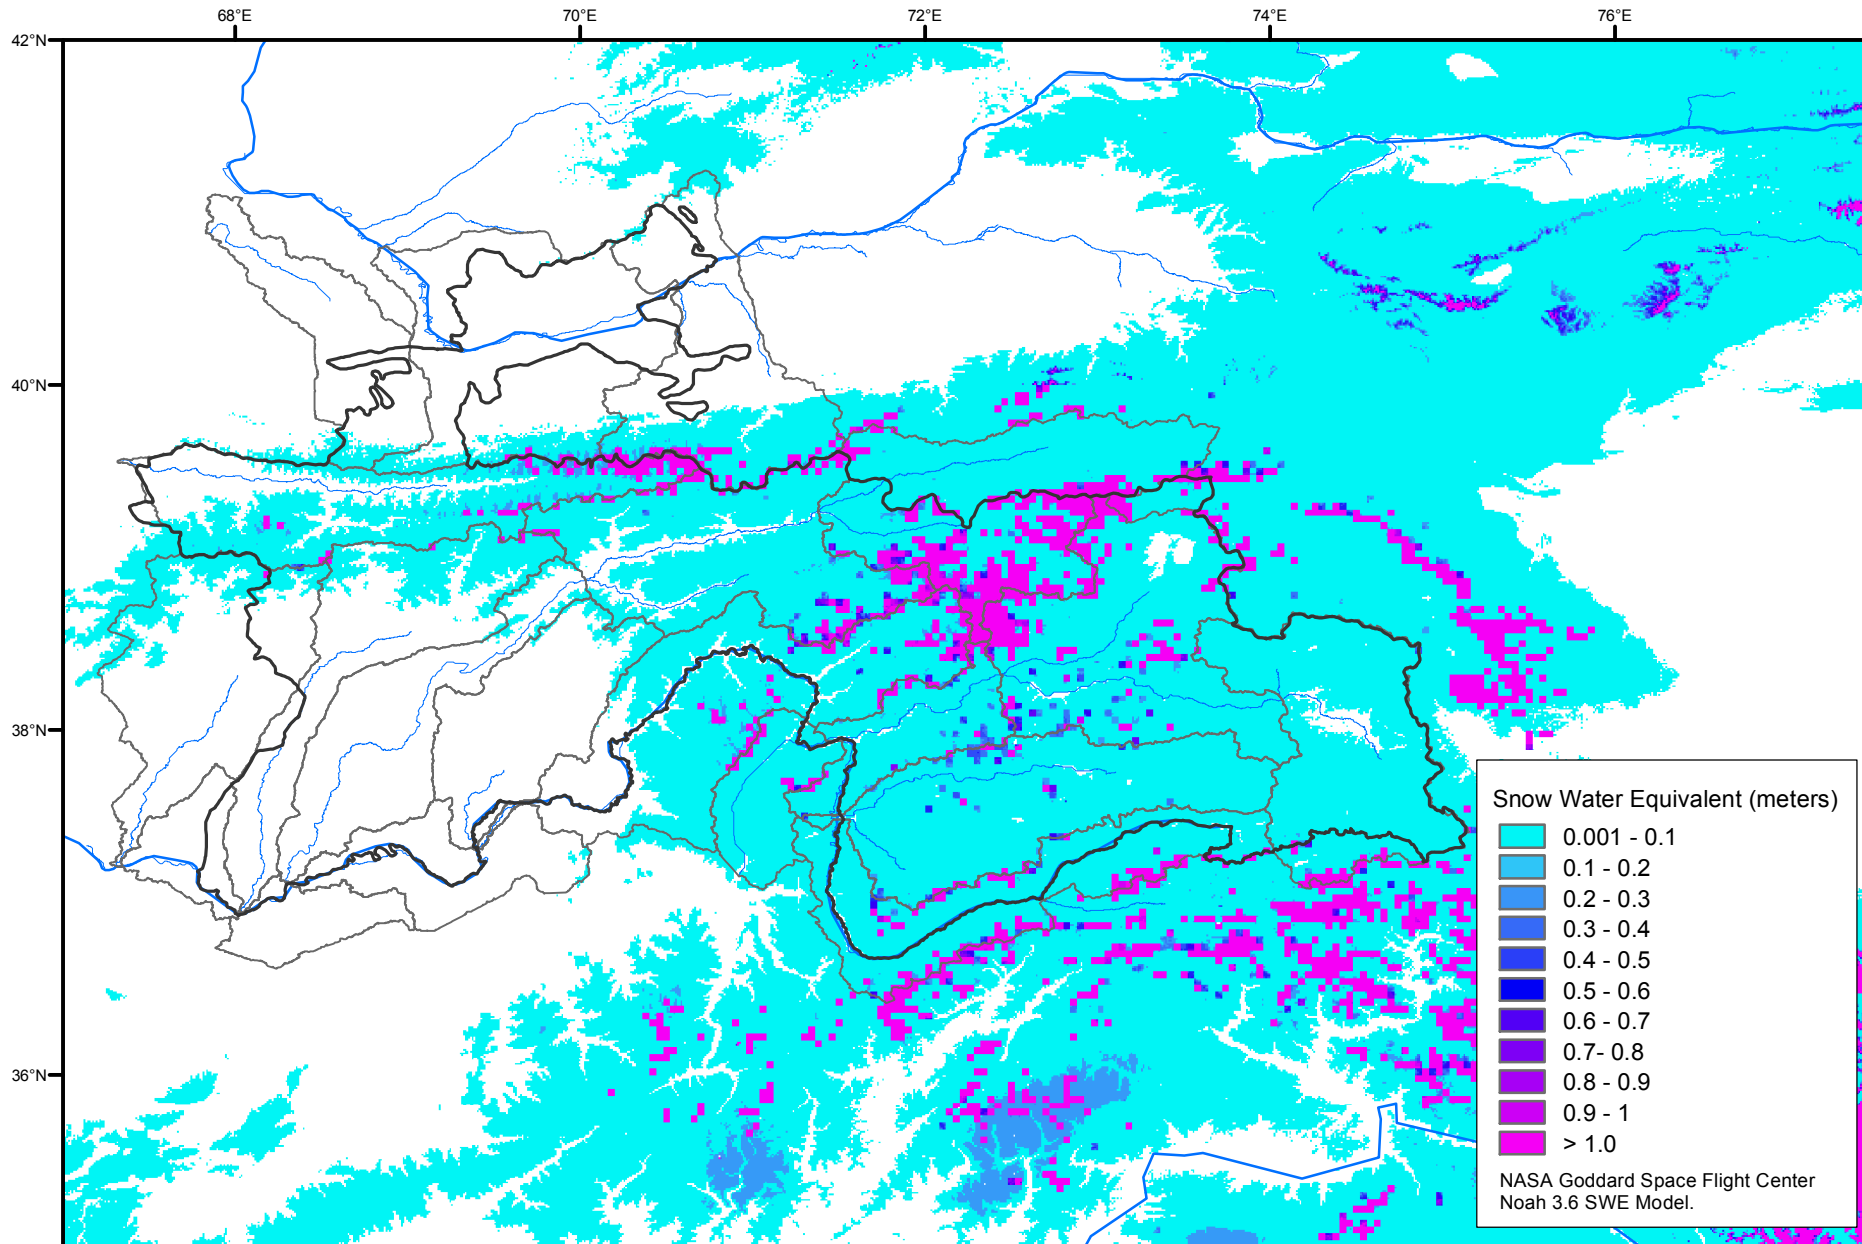 68°E 70°E 72°E 74°E 76°E
42°N
40°N
38°N
36°N
Snow Water Equivalent (meters)
0.001 - 0.1
0.1 - 0.2
0.2 - 0.3
0.3 - 0.4
0.4 - 0.5
0.5 - 0.6
0.6 - 0.7
0.7- 0.8
0.8 - 0.9
0.9 - 1
> 1.0
NASA Goddard Space Flight Center
Noah 3.6 SWE Model.